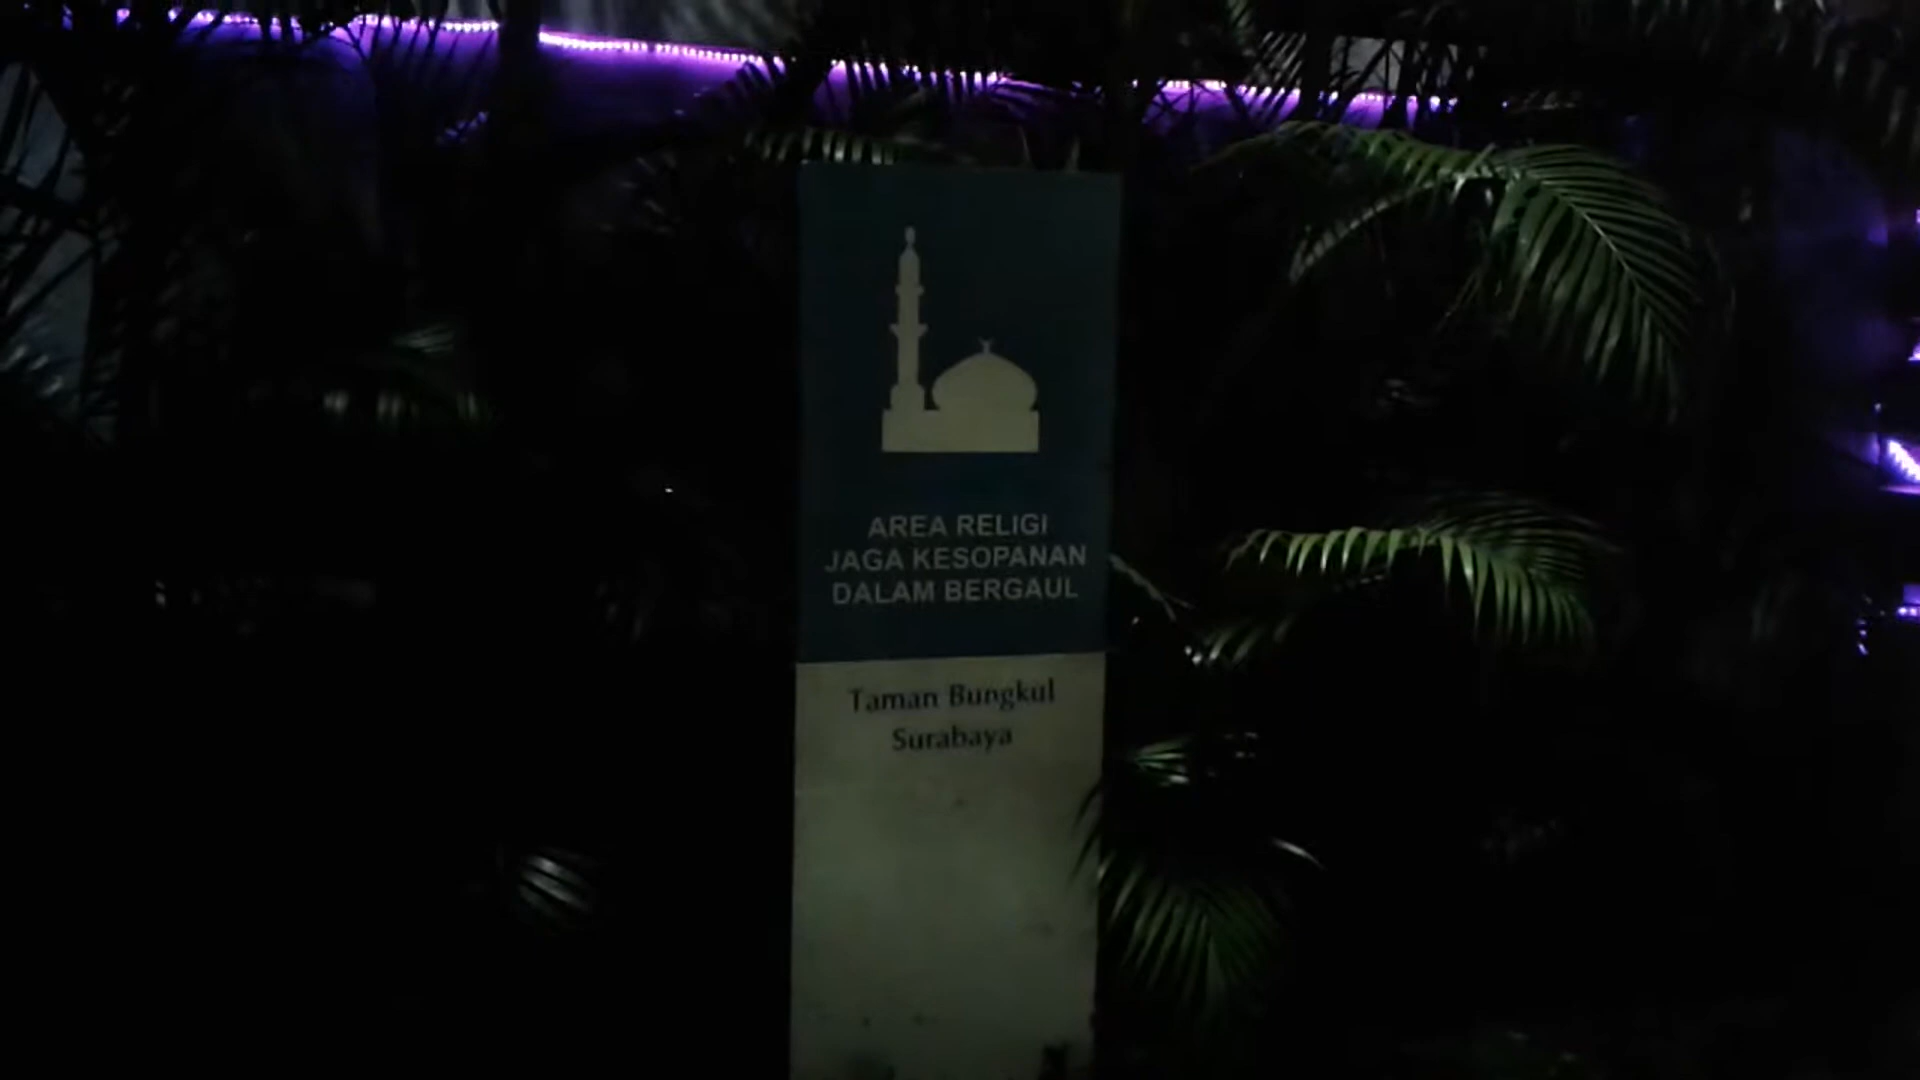 AREA RELIGI
JAGA KESOPANAN
DALAM BERGAUL
Taman Bungkul
Surabaya